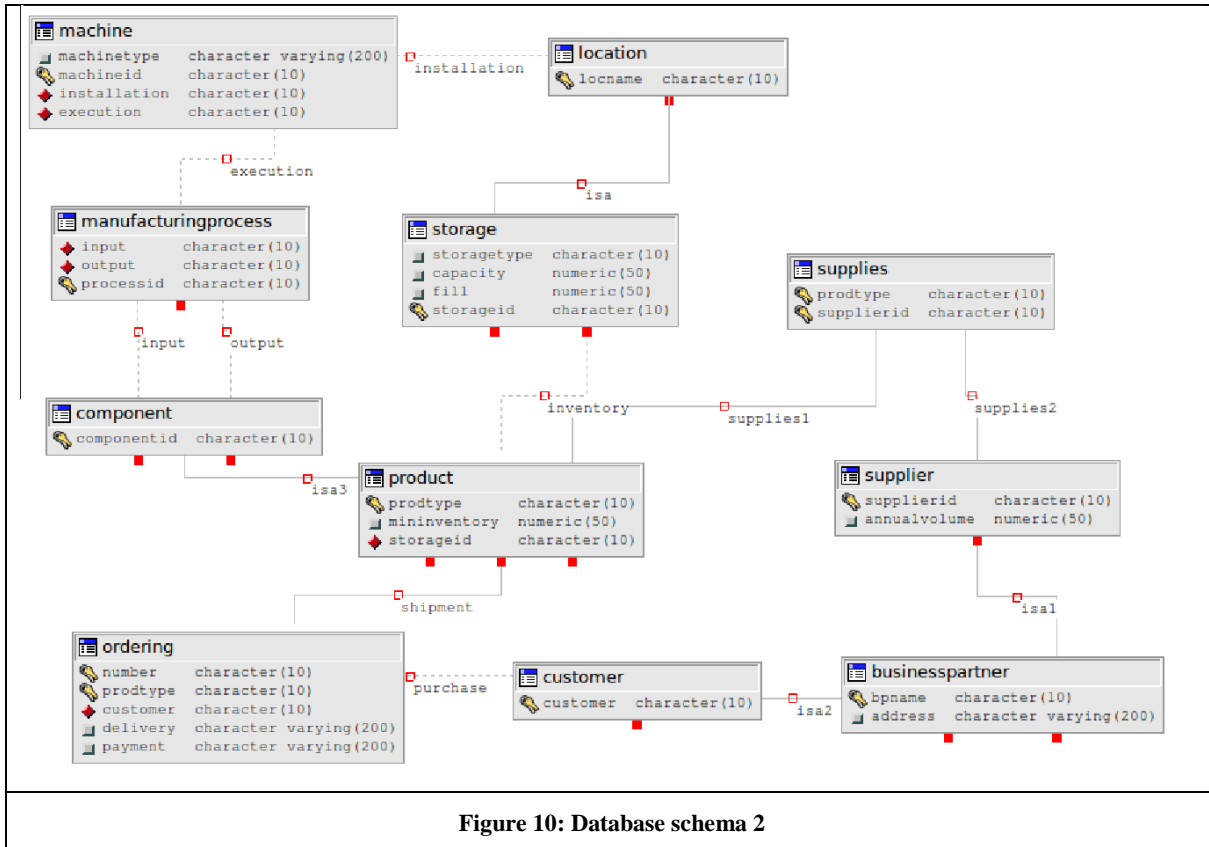 machine
machinetype character varying(200)
machineid character(10)
installation character(10)
execution character(10)
installation
location
locname character(10)
execution
isa
manufacturingprocess
input character(10)
output character(10)
processid character(10)
storage
storagetype character(10)
capacity numeric(50)
fill numeric(50)
storageid character(10)
supplies
prodtype character(10)
supplierid character(10)
input
output
component
componentid character(10)
inventory
supplies1
supplies2
isa3
product
prodtype character(10)
mininventory numeric(50)
storageid character(10)
supplier
supplierid character(10)
annualvolume numeric(50)
shipment
isa1
ordering
number character(10)
prodtype character(10)
customer character(10)
delivery character varying(200)
payment character varying(200)
purchase
customer
customer character(10)
isa2
businesspartner
bpname character(10)
address character varying(200)
Figure 10: Database schema 2